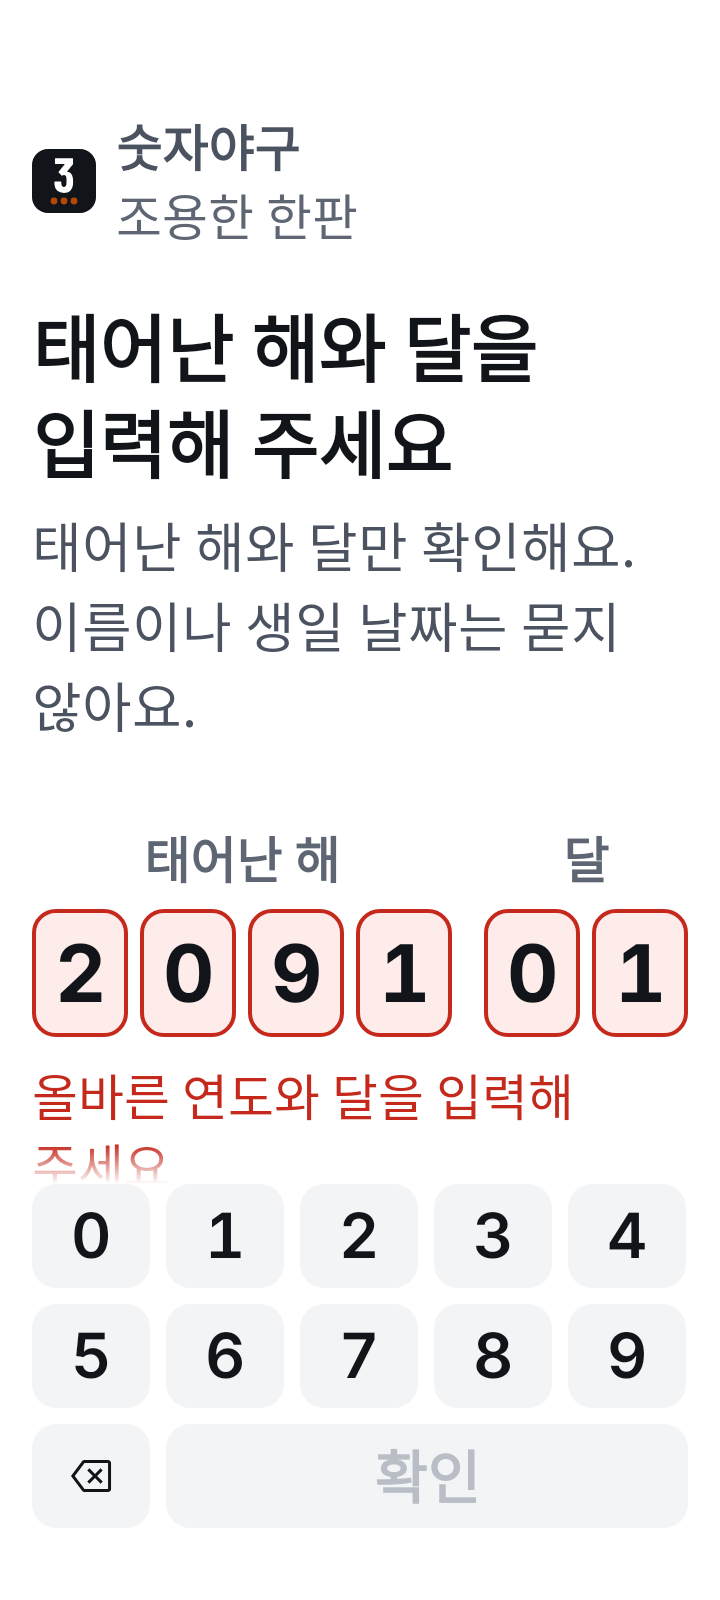 3
숫자야구
조용한 한판
태어난 해와 달을
입력해 주세요
태어난 해와 달만 확인해요.
이름이나 생일 날짜는 묻지
않아요.
태어난 해 달
2 0 9 1 0 1
올바른 연도와 달을 입력해
주세요
0 1 2 3 4
5 6 7 8 9
확인